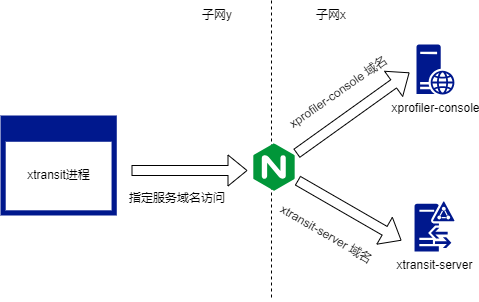 子网y
子网x
xprofiler-console 域名
xprofiler-console
xtransit进程
N
指定服务域名访问
xtransit-server 域名
xtransit-server